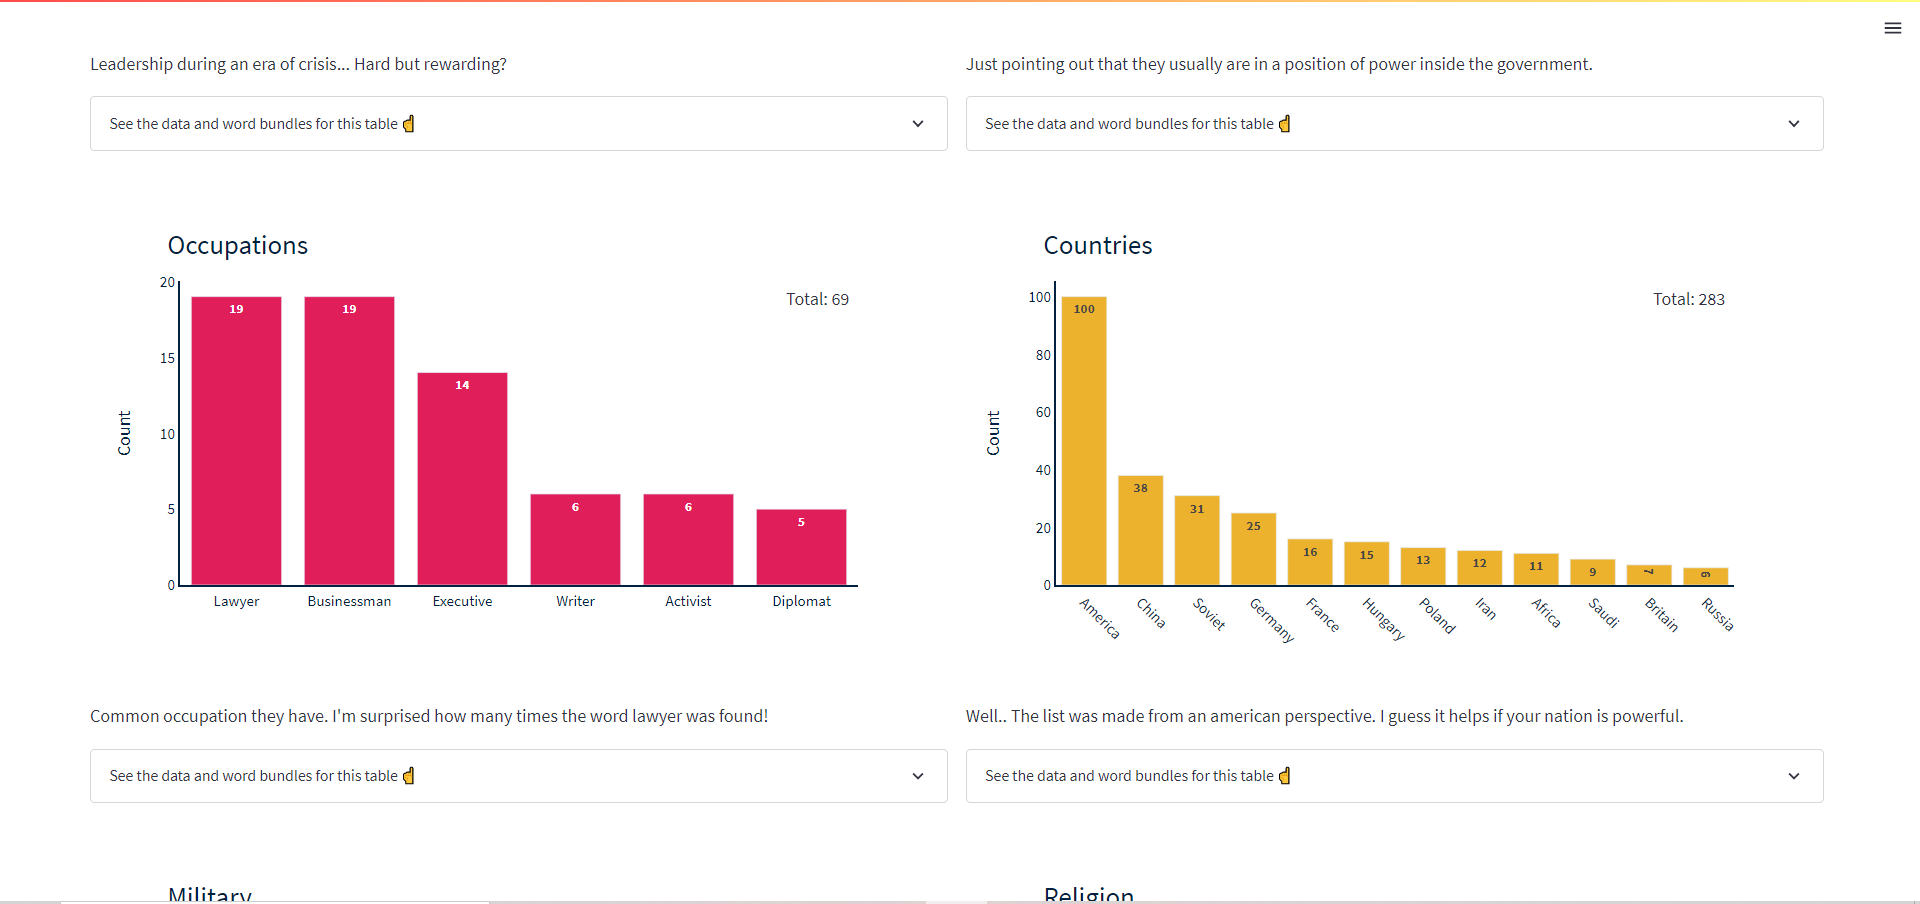 Leadership during an era of crisis... Hard but rewarding?
Just pointing out that they usually are in a position of power inside the government.
See the data and word bundles for this table
See the data and word bundles for this table
Occupations
Total: 69
20
15
10
5
0
Count
19
19
14
6
6
5
Lawyer
Businessman
Executive
Writer
Activist
Diplomat
Countries
Total: 283
100
80
60
40
20
0
Count
100
38
31
25
16
15
13
12
11
9
7
6
America
China
Soviet
Germany
France
Hungary
Poland
Iran
Africa
Saudi
Britain
Russia
Common occupation they have. I'm surprised how many times the word lawyer was found!
Well.. The list was made from an american perspective. I guess it helps if your nation is powerful.
See the data and word bundles for this table
See the data and word bundles for this table
Military
Religion